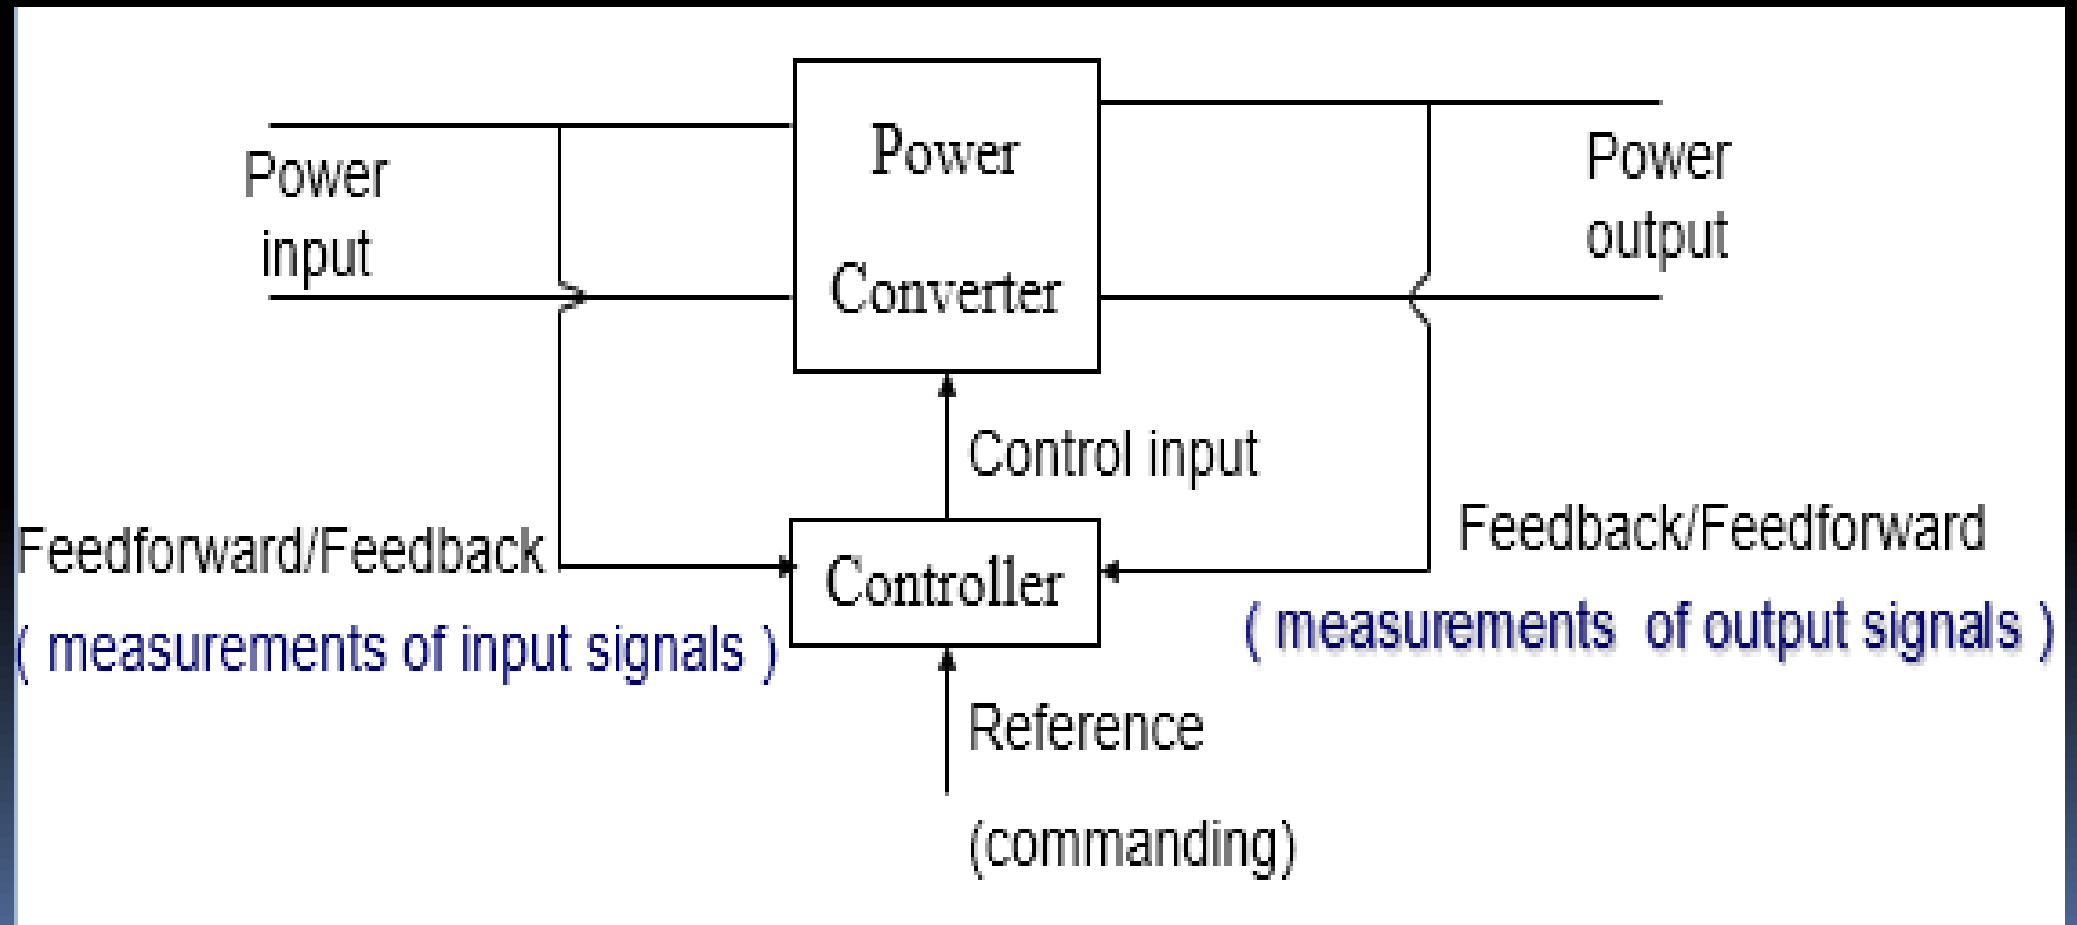 Power
Converter
Power
input
Power
output
Control input
Feedforward/Feedback
( measurements of input signals )
Controller
Feedback/Feedforward
( measurements of output signals )
Reference
(commanding)